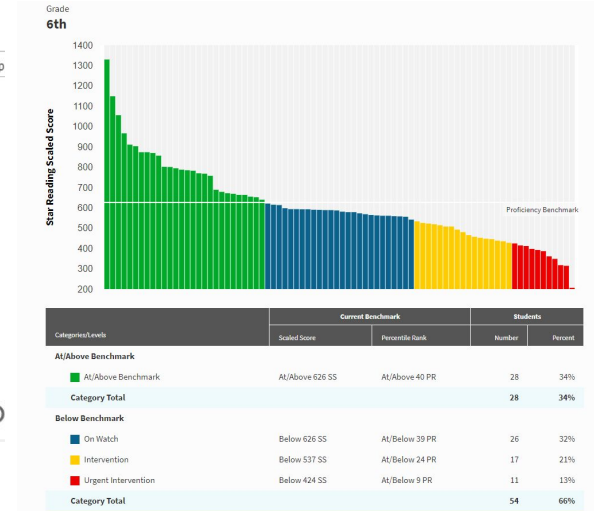 Grade
6th
1400
1300
1200
1100
1000
900
800
700
600
500
400
300
200
Star Reading Scaled Score
Proficiency Benchmark
Current Benchmark Students
Categories/Levels Scaled Score Percentile Rank Number Percent
At/Above Benchmark
At/Above Benchmark At/Above 626 SS At/Above 40 PR 28 34%
Category Total 28 34%
Below Benchmark
On Watch Below 626 SS At/Below 39 PR 26 32%
Intervention Below 537 SS At/Below 24 PR 17 21%
Urgent Intervention Below 424 SS At/Below 9 PR 11 13%
Category Total 54 66%